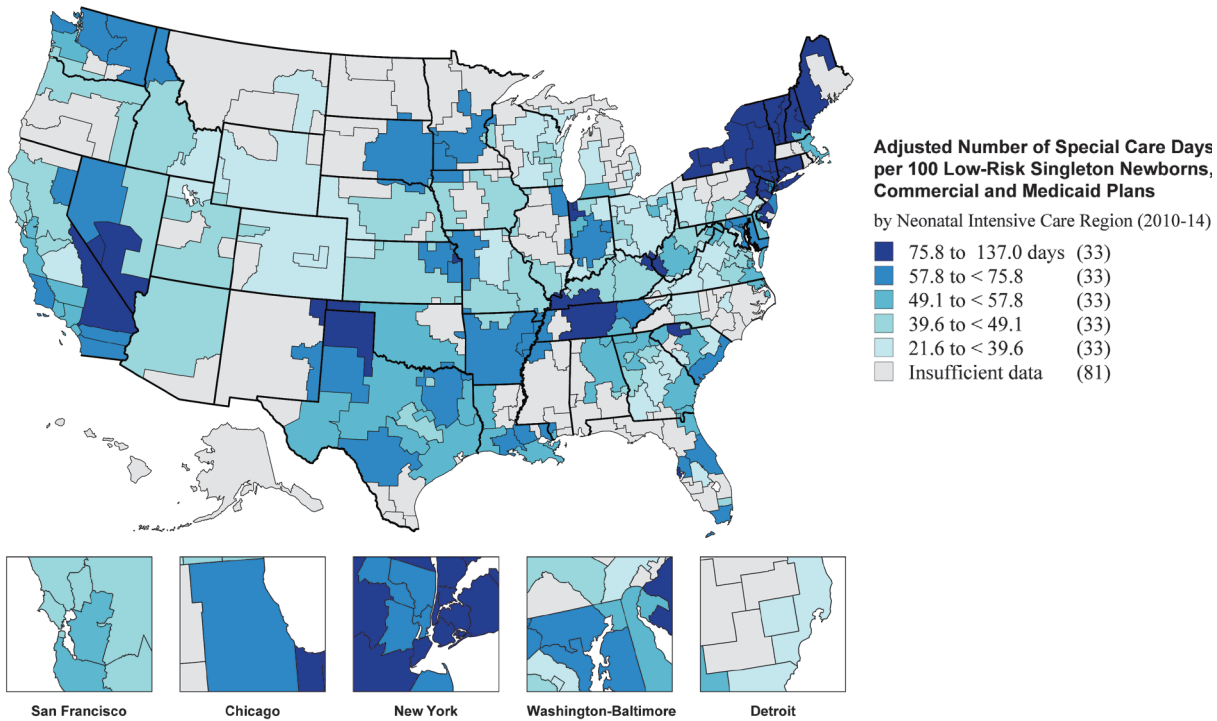 Adjusted Number of Special Care Days
per 100 Low-Risk Singleton Newborns,
Commercial and Medicaid Plans
by Neonatal Intensive Care Region (2010-14)
75.8 to 137.0 days (33)
57.8 to < 75.8 (33)
49.1 to < 57.8 (33)
39.6 to < 49.1 (33)
21.6 to < 39.6 (33)
Insufficient data (81)
San Francisco
Chicago
New York
Washington-Baltimore
Detroit